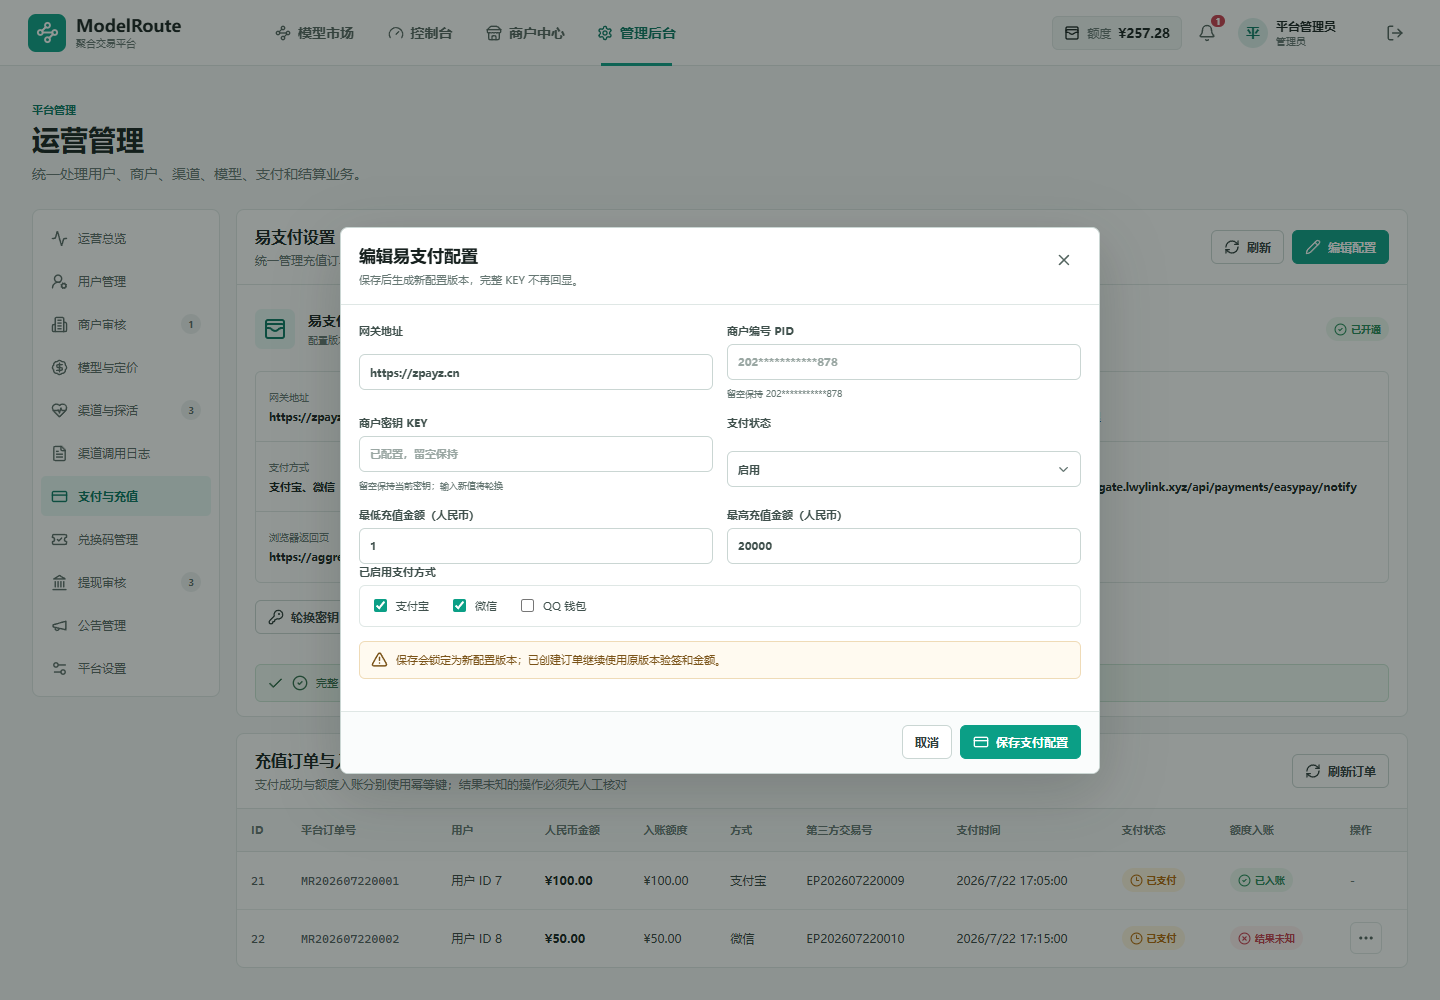 ModelRoute
聚合交易平台
模型市场
控制台
商户中心
管理后台
额度 ¥257.28
1
平
平台管理员
管理员
平台管理
运营管理
统一处理用户、商户、渠道、模型、支付和结算业务。
运营总览
用户管理
商户审核 1
模型与定价
渠道与探活 3
渠道调用日志
支付与充值
兑换码管理
提现审核 3
公告管理
平台设置
易支付设置
统一管理充值订
刷新
编辑配置
易支付
配置版
已开通
网关地址
https://zpayz
支付方式
支付宝、微信
gate.lwylink.xyz/api/payments/easypay/notify
浏览器返回页
https://aggre
轮换密钥
完整
编辑易支付配置
保存后生成新配置版本，完整 KEY 不再回显。
网关地址
https://zpayz.cn
商户编号 PID
202***********878
留空保持 202***********878
商户密钥 KEY
已配置，留空保持
留空保持当前密钥；输入新值将轮换
支付状态
启用
最低充值金额（人民币）
1
最高充值金额（人民币）
20000
已启用支付方式
支付宝
微信
QQ 钱包
保存会锁定为新配置版本；已创建订单继续使用原版本验签和金额。
取消
保存支付配置
充值订单与入
支付成功与额度入账分别使用幂等键；结果未知的操作必须先人工核对
刷新订单
ID 平台订单号 用户 人民币金额 入账额度 方式 第三方交易号 支付时间 支付状态 额度入账 操作
21 MR202607220001 用户 ID 7 ¥100.00 ¥100.00 支付宝 EP202607220009 2026/7/22 17:05:00 已支付 已入账 -
22 MR202607220002 用户 ID 8 ¥50.00 ¥50.00 微信 EP202607220010 2026/7/22 17:15:00 已支付 结果未知